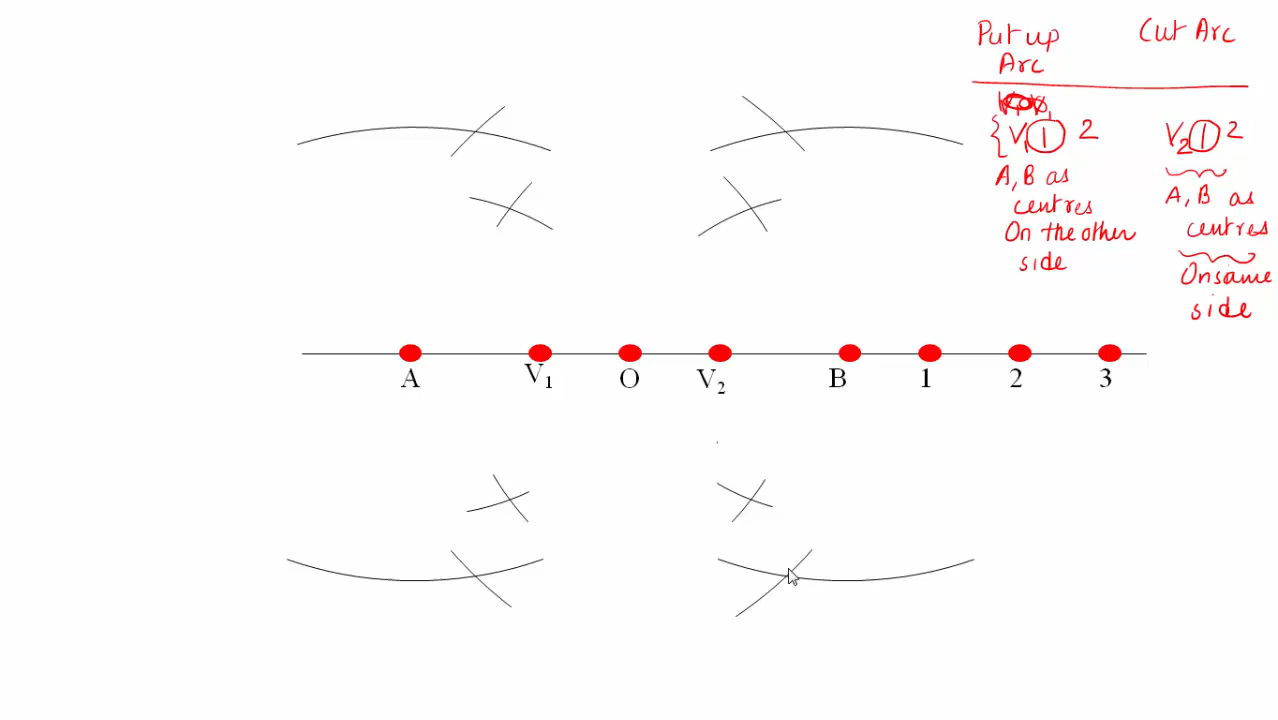 Put up Arc
Cut Arc
{ V₁ 1 2
A, B as
centres
On the other
side
V₂ 1 2
A, B as
centres
On same
side
A V₁ O V₂ B 1 2 3